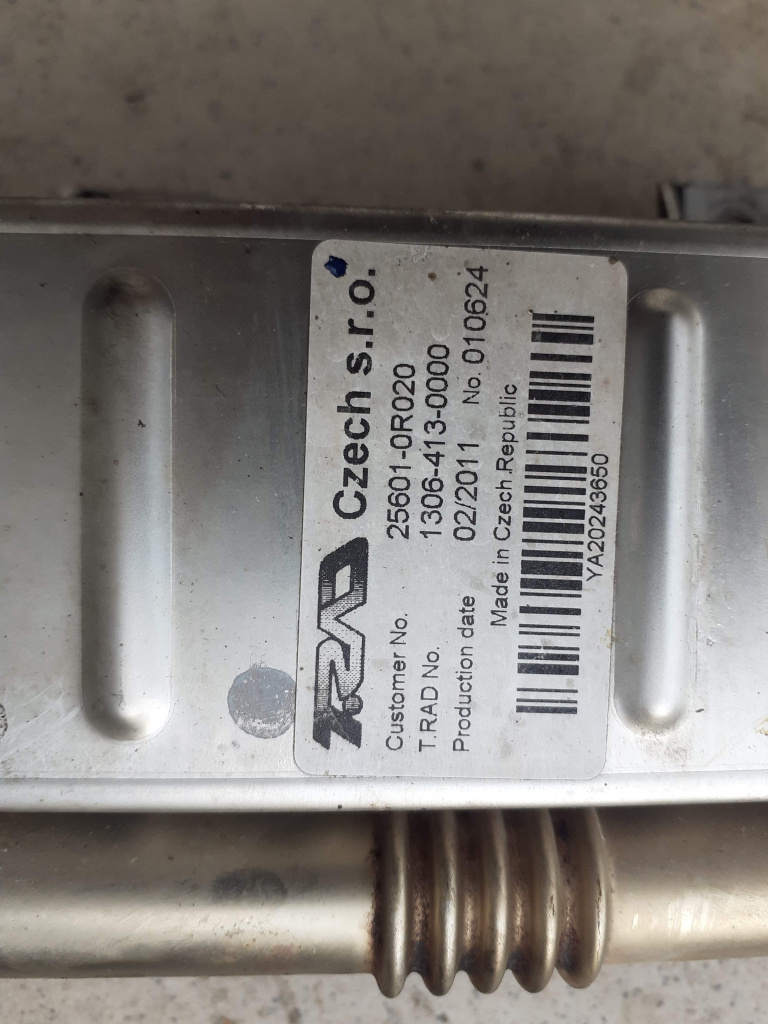 T.RAD Czech s.r.o.
Customer No. 25601-0R020
T.RAD No. 1306-413-0000
Production date 02/2011 No. 010624
Made in Czech Republic
YA20243650